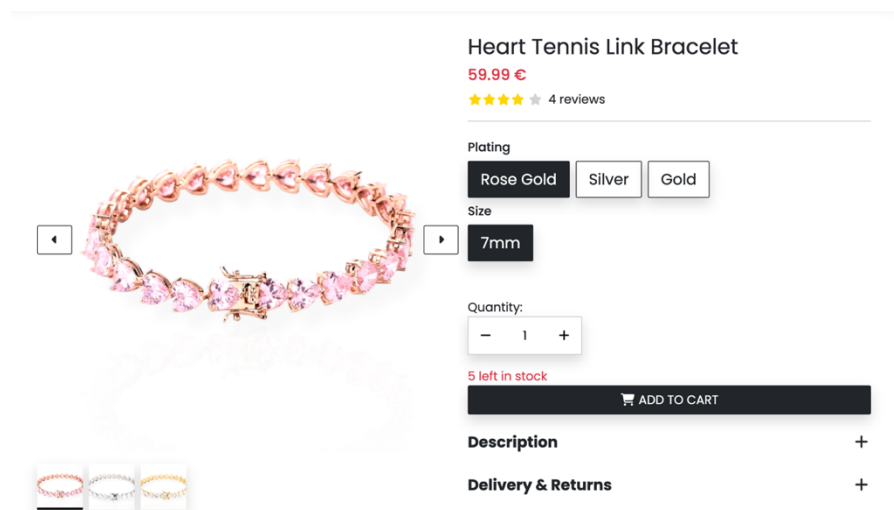 Heart Tennis Link Bracelet
59.99 €
4 reviews
Plating
Rose Gold Silver Gold
Size
7mm
Quantity:
− 1 +
5 left in stock
ADD TO CART
Description +
Delivery & Returns +